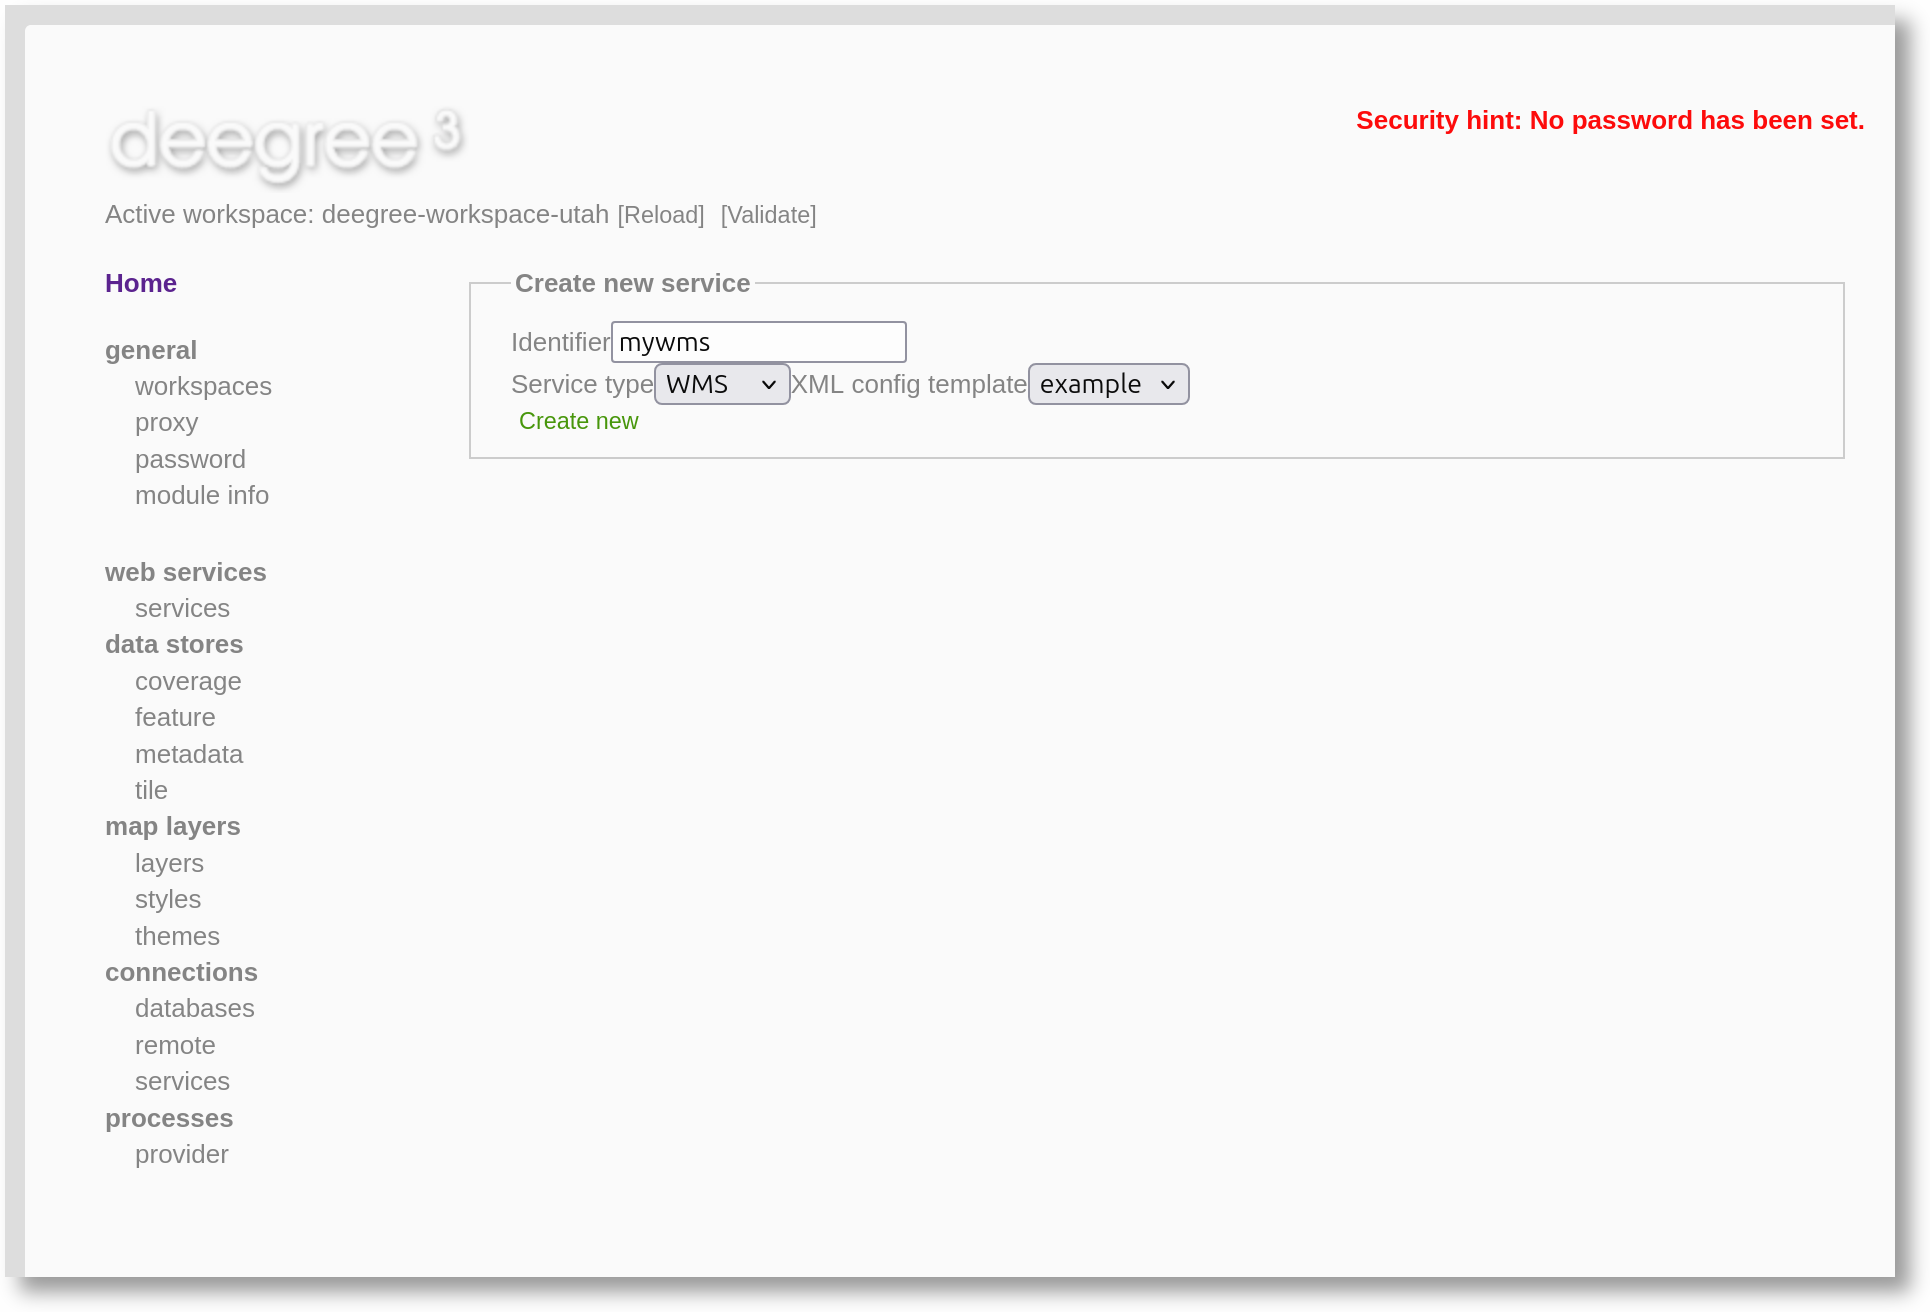 deegree 3
Security hint: No password has been set.
Active workspace: deegree-workspace-utah [Reload] [Validate]
Home
general
workspaces
proxy
password
module info
web services
services
data stores
coverage
feature
metadata
tile
map layers
layers
styles
themes
connections
databases
remote
services
processes
provider
Create new service
Identifier mywms
Service type WMS XML config template example
Create new